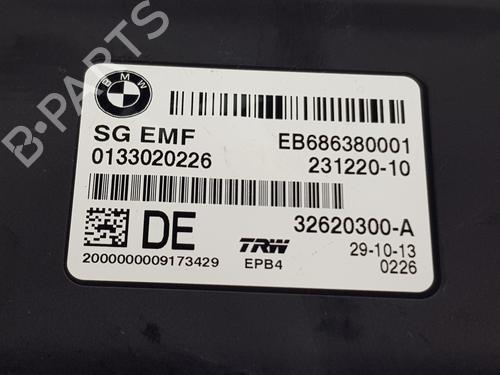 B-PARTS
BMW
SG EMF EB686380001
0133020226 231220-10
32620300-A
DE TRW 29-10-13
2000000009173429 EPB4 0226